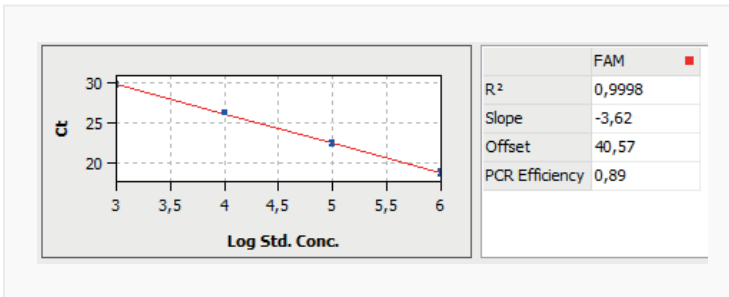 30
25
20
Ct
3 3,5 4 4,5 5 5,5 6
Log Std. Conc.
FAM
R² 0,9998
Slope -3,62
Offset 40,57
PCR Efficiency 0,89